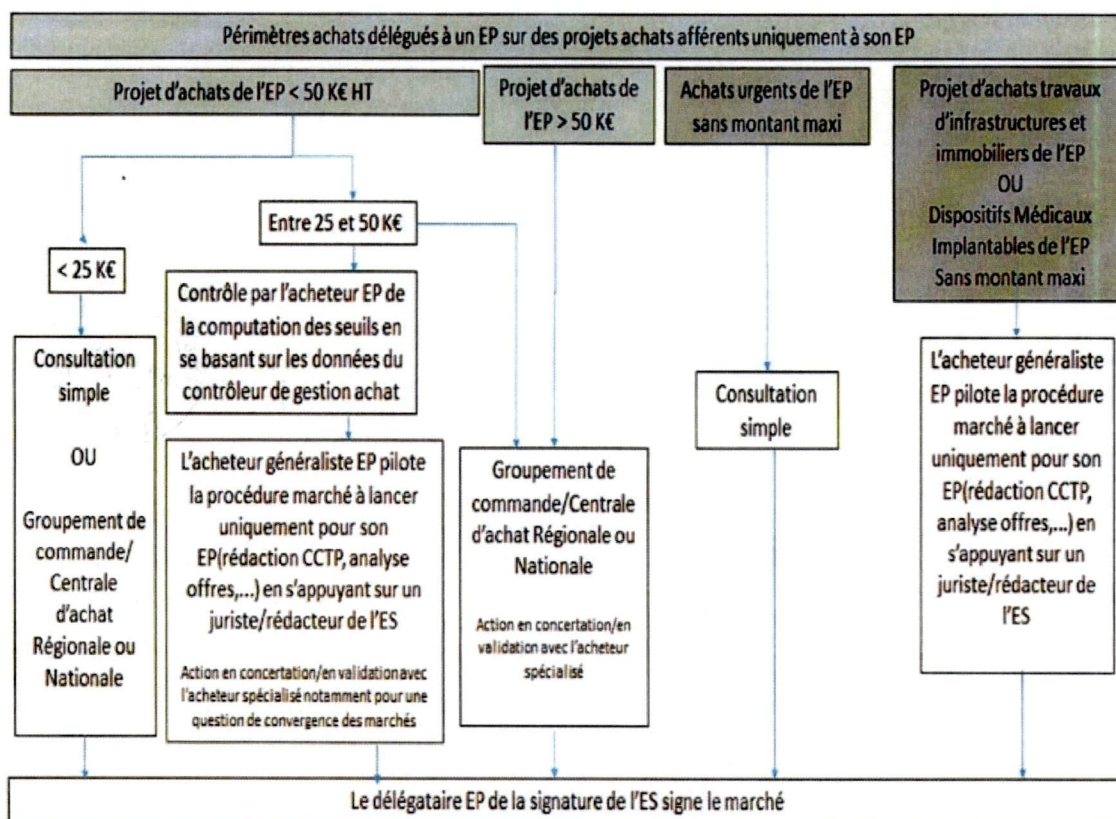 Périmètres achats délégués à un EP sur des projets achats afférents uniquement à son EP
Projet d'achats de l'EP < 50 K€ HT
Projet d'achats de
l'EP > 50 K€
Achats urgents de l'EP
sans montant maxi
Projet d'achats travaux
d'infrastructures et
immobiliers de l'EP
OU
Dispositifs Médicaux
Implantables de l'EP
Sans montant maxi
< 25 K€
Entre 25 et 50 K€
Consultation
simple
OU
Groupement de
commande/
Centrale
d'achat
Régionale ou
Nationale
Contrôle par l'acheteur EP de
la computation des seuils en
se basant sur les données du
contrôleur de gestion achat
L'acheteur généraliste EP pilote
la procédure marché à lancer
uniquement pour son
EP(rédaction CCTP, analyse
offres,...) en s'appuyant sur un
juriste/rédacteur de l'ES
Action en concertation/en validation avec
l'acheteur spécialisé notamment pour une
question de convergence des marchés
Groupement de
commande/Centrale
d'achat Régionale ou
Nationale
Action en concertation/en
validation avec l'acheteur
spécialisé
Consultation
simple
L'acheteur généraliste
EP pilote la procédure
marché à lancer
uniquement pour son
EP(rédaction CCTP,
analyse offres,...) en
s'appuyant sur un
juriste/rédacteur de
l'ES
Le délégataire EP de la signature de l'ES signe le marché